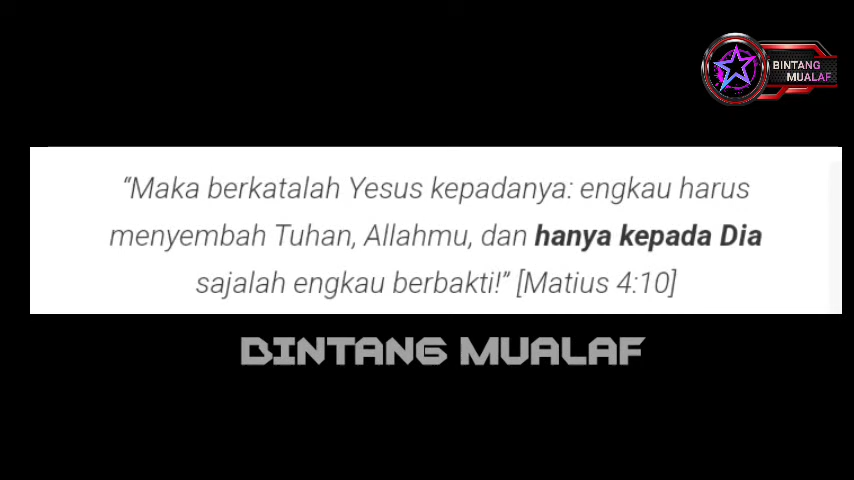 BINTANG
MUALAF
“Maka berkatalah Yesus kepadanya: engkau harus
menyembah Tuhan, Allahmu, dan hanya kepada Dia
sajalah engkau berbakti!” [Matius 4:10]
BINTANG MUALAF